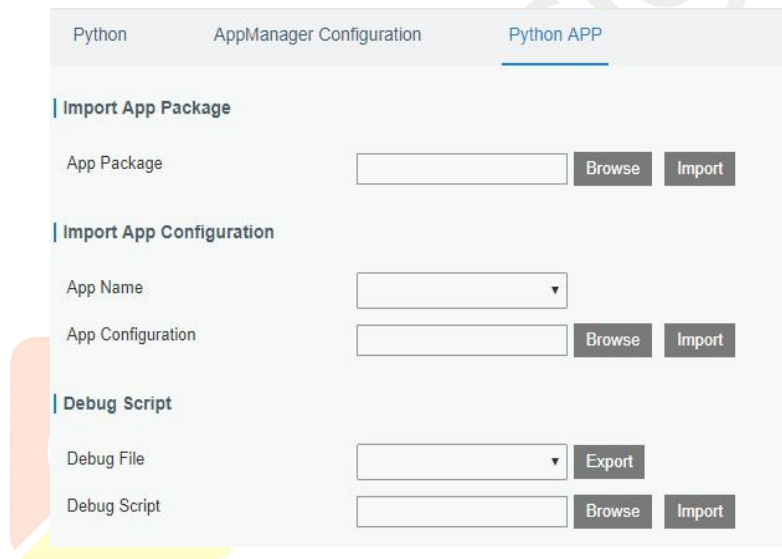 Python AppManager Configuration Python APP
Import App Package
App Package Browse Import
Import App Configuration
App Name
App Configuration Browse Import
Debug Script
Debug File Export
Debug Script Browse Import